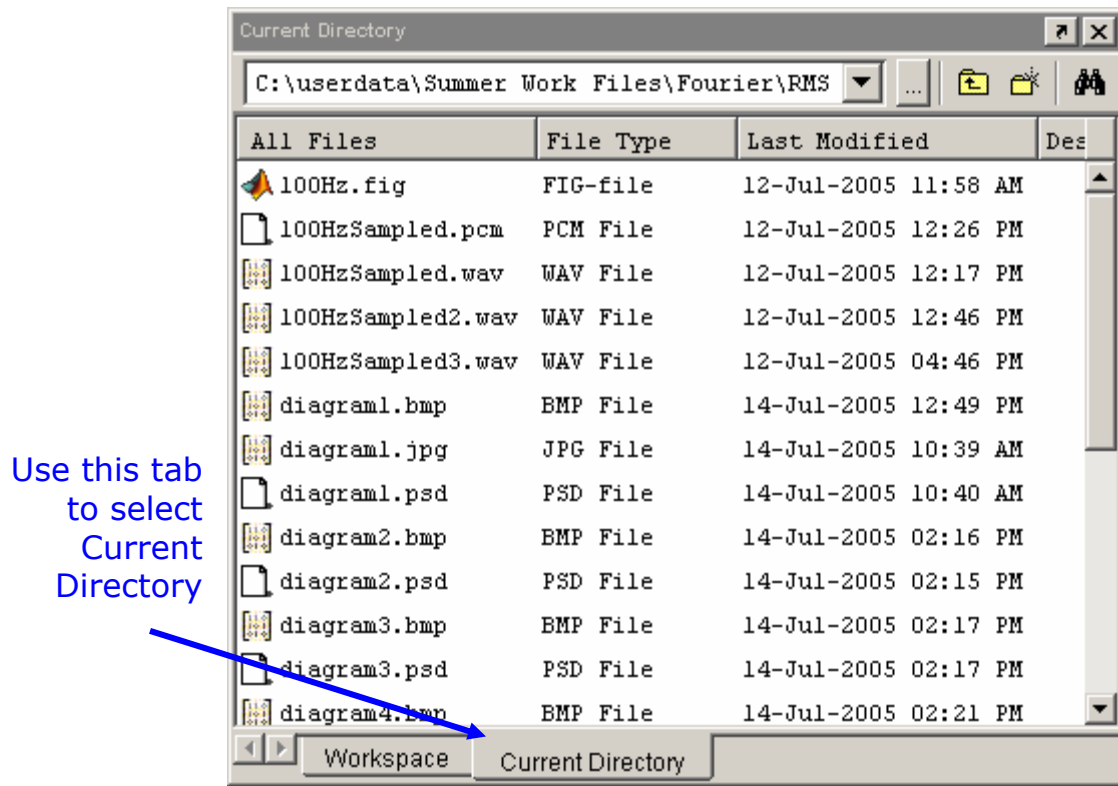 Current Directory
C:\userdata\Summer Work Files\Fourier\RMS ...
All Files File Type Last Modified Des
100Hz.fig FIG-file 12-Jul-2005 11:58 AM
100HzSampled.pcm PCM File 12-Jul-2005 12:26 PM
100HzSampled.wav WAV File 12-Jul-2005 12:17 PM
100HzSampled2.wav WAV File 12-Jul-2005 12:46 PM
100HzSampled3.wav WAV File 12-Jul-2005 04:46 PM
diagram1.bmp BMP File 14-Jul-2005 12:49 PM
diagram1.jpg JPG File 14-Jul-2005 10:39 AM
diagram1.psd PSD File 14-Jul-2005 10:40 AM
diagram2.bmp BMP File 14-Jul-2005 02:16 PM
diagram2.psd PSD File 14-Jul-2005 02:15 PM
diagram3.bmp BMP File 14-Jul-2005 02:17 PM
diagram3.psd PSD File 14-Jul-2005 02:17 PM
diagram4.bmp BMP File 14-Jul-2005 02:21 PM
Workspace Current Directory
Use this tab
to select
Current
Directory